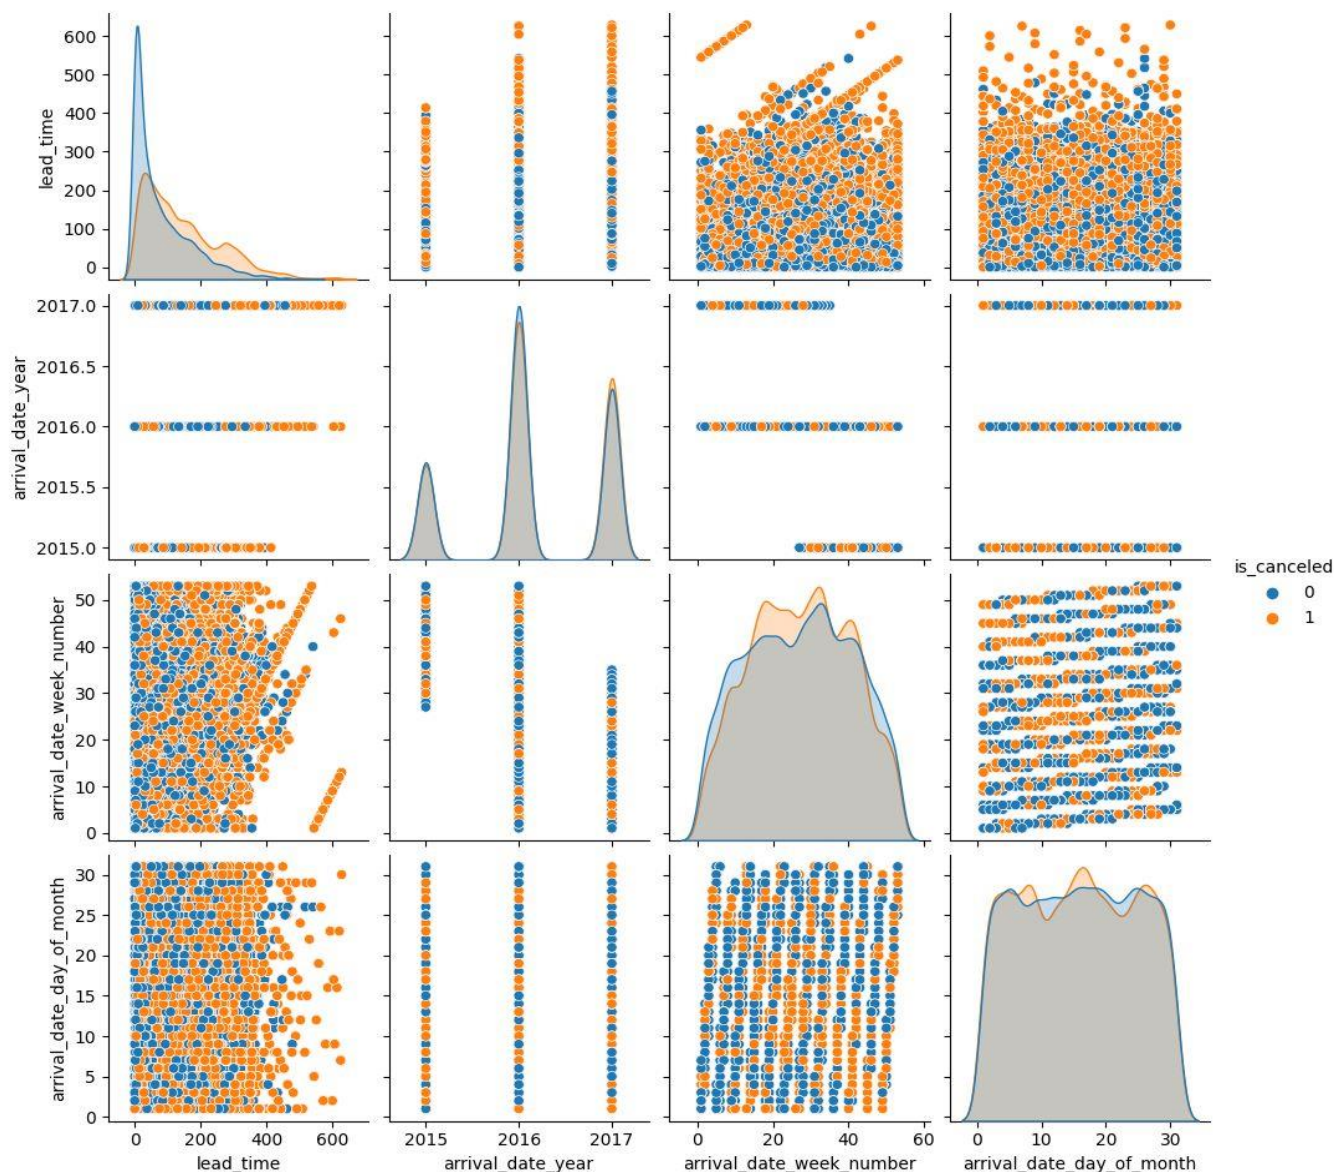 600
500
400
300
200
100
0
lead_time
2017.0
2016.5
2016.0
2015.5
2015.0
arrival_date_year
is_canceled
0
1
50
40
30
20
10
0
arrival_date_week_number
30
25
20
15
10
5
0
arrival_date_day_of_month
0 200 400 600
2015 2016 2017
0 20 40 60
0 10 20 30
lead_time
arrival_date_year
arrival_date_week_number
arrival_date_day_of_month